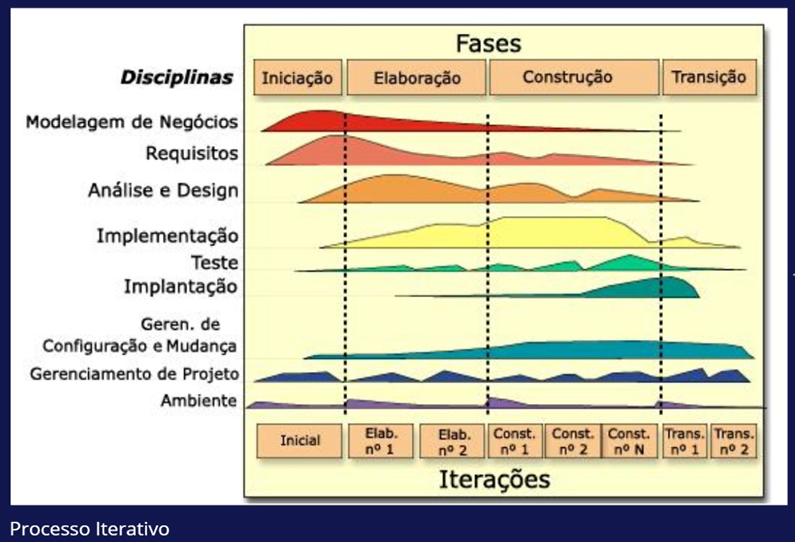 Fases
Disciplinas
Iniciação
Elaboração
Construção
Transição
Modelagem de Negócios
Requisitos
Análise e Design
Implementação
Teste
Implantação
Geren. de
Configuração e Mudança
Gerenciamento de Projeto
Ambiente
Inicial
Elab.
nº 1
Elab.
nº 2
Const.
nº 1
Const.
nº 2
Const.
nº N
Trans.
nº 1
Trans.
nº 2
Iterações
Processo Iterativo